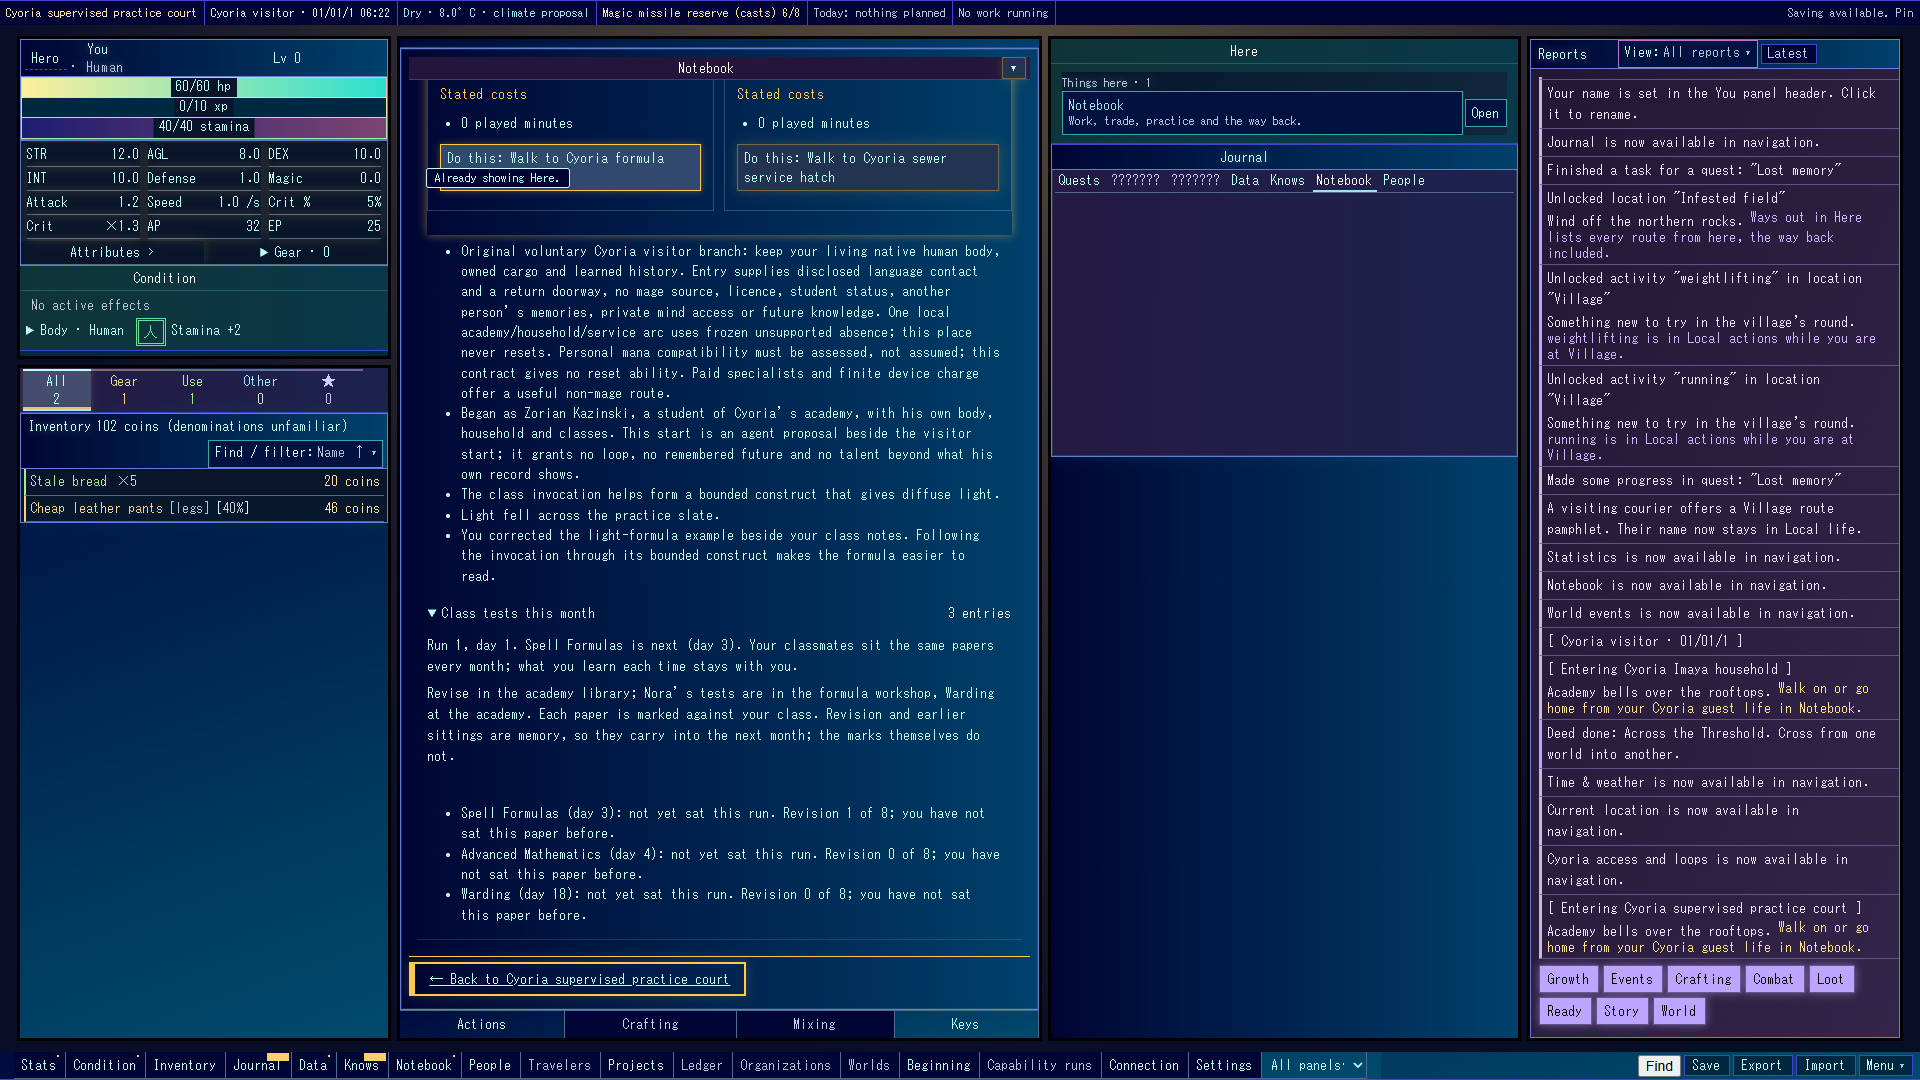 Cyoria supervised practice court
Cyoria visitor · 01/01/1 06:22
Dry · 8.0° C · climate proposal
Magic missile reserve (casts) 6/8
Today: nothing planned
No work running
Saving available. Pin
Hero · You
Human
Lv 0
60/60 hp
0/10 xp
40/40 stamina
STR 12.0 AGL 8.0 DEX 10.0
INT 10.0 Defense 1.0 Magic 0.0
Attack 1.2 Speed 1.0 /s Crit % 5%
Crit ×1.3 AP 32 EP 25
Attributes >
▶ Gear · 0
Condition
No active effects
▶ Body · Human 人 Stamina +2
All 2
Gear 1
Use 1
Other 0
★ 0
Inventory 102 coins (denominations unfamiliar)
Find / filter: Name ↑ ▾
Stale bread ×5 20 coins
Cheap leather pants [legs] [40%] 46 coins
Notebook
▾
Stated costs
• 0 played minutes
Do this: Walk to Cyoria formula
Already showing Here.
Stated costs
• 0 played minutes
Do this: Walk to Cyoria sewer
service hatch
• Original voluntary Cyoria visitor branch: keep your living native human body,
owned cargo and learned history. Entry supplies disclosed language contact
and a return doorway, no mage source, licence, student status, another
person's memories, private mind access or future knowledge. One local
academy/household/service arc uses frozen unsupported absence; this place
never resets. Personal mana compatibility must be assessed, not assumed; this
contract gives no reset ability. Paid specialists and finite device charge
offer a useful non-mage route.
• Began as Zorian Kazinski, a student of Cyoria's academy, with his own body,
household and classes. This start is an agent proposal beside the visitor
start; it grants no loop, no remembered future and no talent beyond what his
own record shows.
• The class invocation helps form a bounded construct that gives diffuse light.
• Light fell across the practice slate.
• You corrected the light-formula example beside your class notes. Following
the invocation through its bounded construct makes the formula easier to
read.
▼ Class tests this month 3 entries
Run 1, day 1. Spell Formulas is next (day 3). Your classmates sit the same papers
every month; what you learn each time stays with you.
Revise in the academy library; Nora's tests are in the formula workshop, Warding
at the academy. Each paper is marked against your class. Revision and earlier
sittings are memory, so they carry into the next month; the marks themselves do
not.
• Spell Formulas (day 3): not yet sat this run. Revision 1 of 8; you have not
sat this paper before.
• Advanced Mathematics (day 4): not yet sat this run. Revision 0 of 8; you have
not sat this paper before.
• Warding (day 18): not yet sat this run. Revision 0 of 8; you have not sat
this paper before.
← Back to Cyoria supervised practice court
Actions
Crafting
Mixing
Keys
Here
Things here · 1
Notebook
Work, trade, practice and the way back.
Open
Journal
Quests ??????? ??????? Data Knows Notebook People
Reports
View: All reports ▾
Latest
Your name is set in the You panel header. Click
it to rename.
Journal is now available in navigation.
Finished a task for a quest: "Lost memory"
Unlocked location "Infested field"
Wind off the northern rocks. Ways out in Here
lists every route from here, the way back
included.
Unlocked activity "weightlifting" in location
"Village"
Something new to try in the village's round.
weightlifting is in Local actions while you are
at Village.
Unlocked activity "running" in location
"Village"
Something new to try in the village's round.
running is in Local actions while you are at
Village.
Made some progress in quest: "Lost memory"
A visiting courier offers a Village route
pamphlet. Their name now stays in Local life.
Statistics is now available in navigation.
Notebook is now available in navigation.
World events is now available in navigation.
[ Cyoria visitor · 01/01/1 ]
[ Entering Cyoria Imaya household ]
Academy bells over the rooftops. Walk on or go
home from your Cyoria guest life in Notebook.
Deed done: Across the Threshold. Cross from one
world into another.
Time & weather is now available in navigation.
Current location is now available in
navigation.
Cyoria access and loops is now available in
navigation.
[ Entering Cyoria supervised practice court ]
Academy bells over the rooftops. Walk on or go
home from your Cyoria guest life in Notebook.
Growth Events Crafting Combat Loot
Ready Story World
Stats Condition Inventory Journal Data Knows Notebook People Travelers Projects Ledger Organizations Worlds Beginning Capability runs Connection Settings All panels
Find Save Export Import Menu ▾